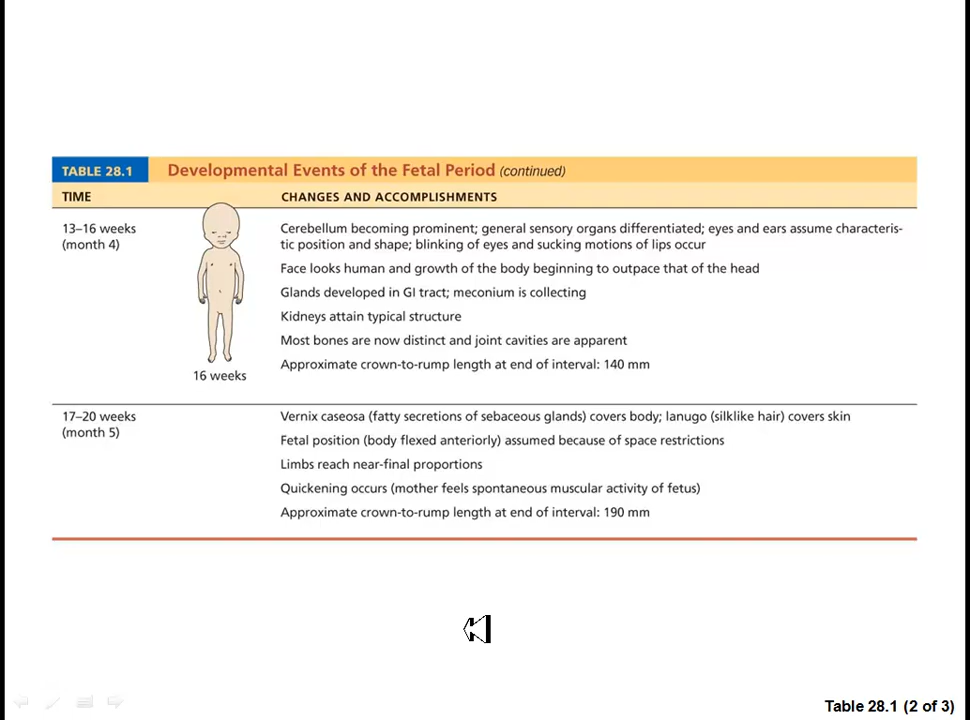 TABLE 28.1 Developmental Events of the Fetal Period (continued)
TIME CHANGES AND ACCOMPLISHMENTS
13–16 weeks
(month 4)
Cerebellum becoming prominent; general sensory organs differentiated; eyes and ears assume characteris-
tic position and shape; blinking of eyes and sucking motions of lips occur
Face looks human and growth of the body beginning to outpace that of the head
Glands developed in GI tract; meconium is collecting
Kidneys attain typical structure
Most bones are now distinct and joint cavities are apparent
Approximate crown-to-rump length at end of interval: 140 mm
16 weeks
17–20 weeks
(month 5)
Vernix caseosa (fatty secretions of sebaceous glands) covers body; lanugo (silklike hair) covers skin
Fetal position (body flexed anteriorly) assumed because of space restrictions
Limbs reach near-final proportions
Quickening occurs (mother feels spontaneous muscular activity of fetus)
Approximate crown-to-rump length at end of interval: 190 mm
Table 28.1 (2 of 3)